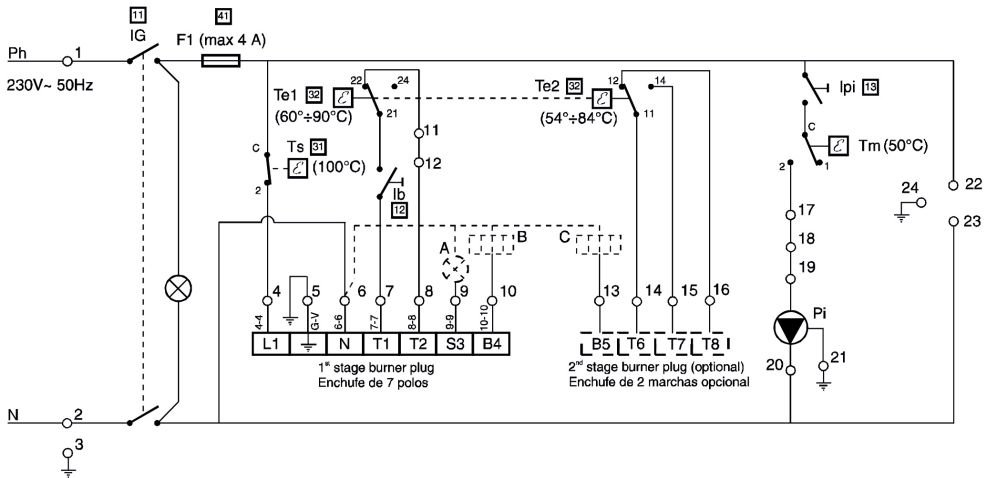 11
IG
41
F1 (max 4 A)
Ph
1
230V~ 50Hz
22
24
Te1 32
ℰ
(60°÷90°C)
21
Te2 32
ℰ
(54°÷84°C)
12
14
11
Ipi 13
C
ℰ
Tm (50°C)
2
1
11
12
C
Ts 31
ℰ
(100°C)
2
Ib
12
17
18
19
24
22
23
A
B
C
4
5
6
7
8
9
10
13
14
15
16
4-4
G-V
6-6
7-7
8-8
9-9
10-10
L1
N
T1
T2
S3
B4
B5
T6
T7
T8
1st stage burner plug
Enchufe de 7 polos
2nd stage burner plug (optional)
Enchufe de 2 marchas opcional
Pi
20
21
N
2
3